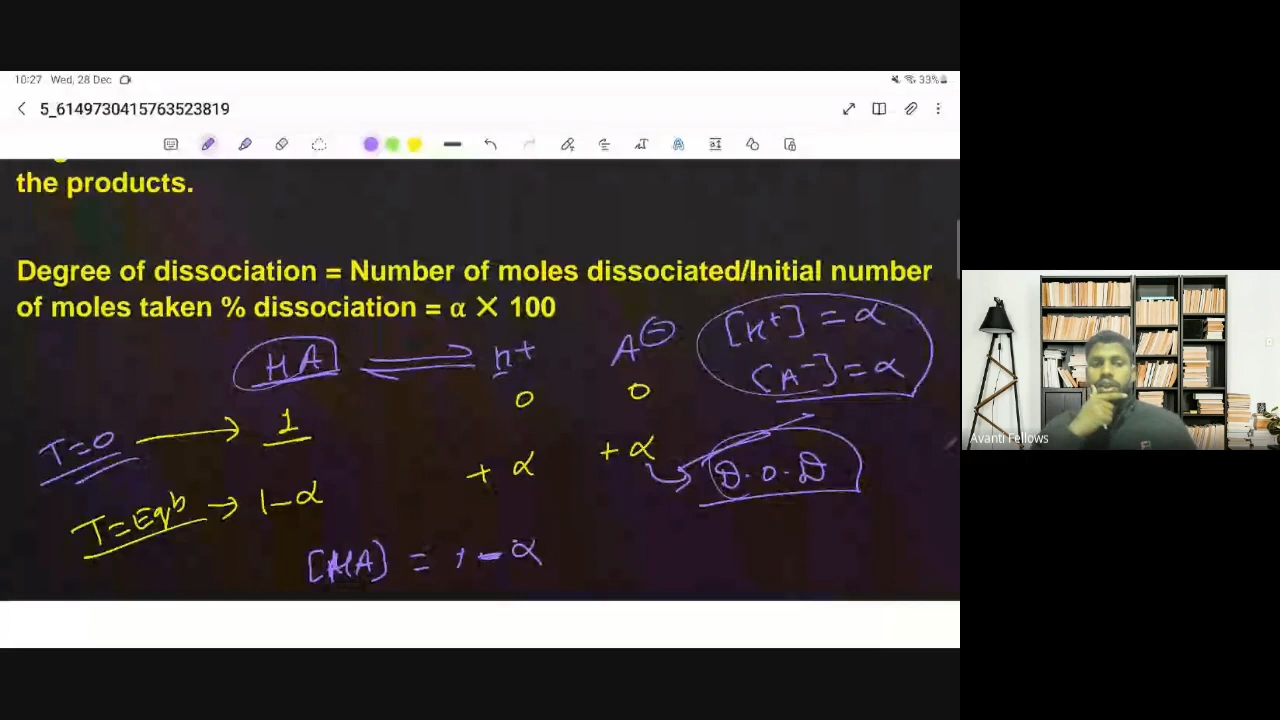 10:27 Wed, 28 Dec
33%
5_6149730415763523819
the products.
Degree of dissociation = Number of moles dissociated/Initial number
of moles taken % dissociation = α ✕ 100
HA ⇌ H+ A⊖
[H+] = α
[A-] = α
T=0 → 1 0 0
T=Eqb → 1-α + α + α
D.O.D
[HA] = 1-α
Avanti Fellows